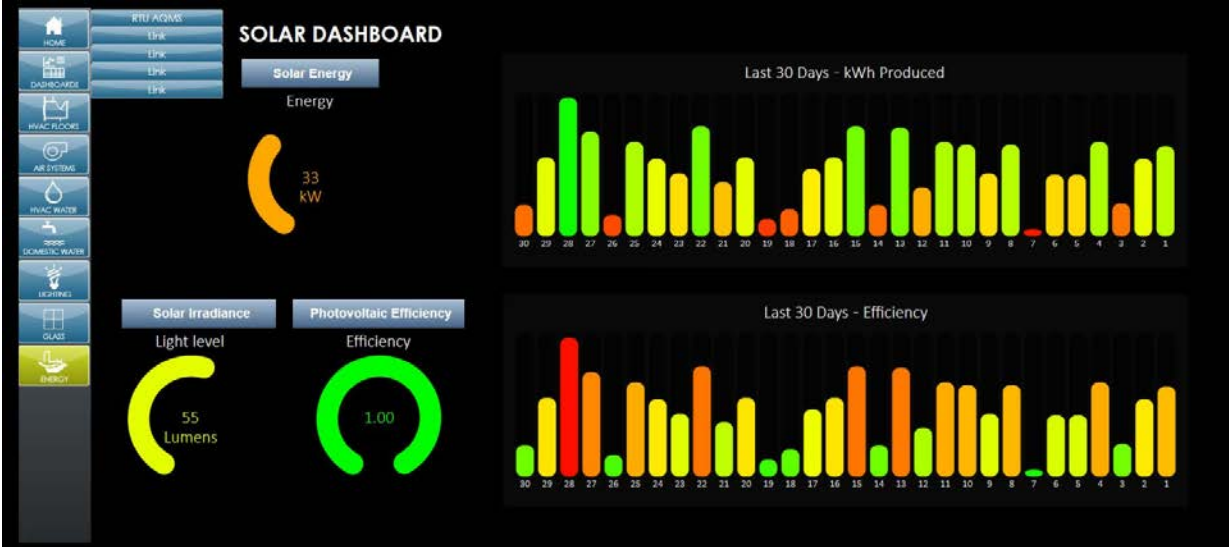 HOME
DASHBOARDS
HVAC FLOORS
AIR SYSTEMS
HVAC WATER
DOMESTIC WATER
LIGHTING
GLASS
ENERGY
RTU AQMS
Link
Link
Link
Link
SOLAR DASHBOARD
Solar Energy
Energy
33
kW
Solar Irradiance
Light level
55
Lumens
Photovoltaic Efficiency
Efficiency
1.00
Last 30 Days - kWh Produced
30 29 28 27 26 25 24 23 22 21 20 19 18 17 16 15 14 13 12 11 10 9 8 7 6 5 4 3 2 1
Last 30 Days - Efficiency
30 29 28 27 26 25 24 23 22 21 20 19 18 17 16 15 14 13 12 11 10 9 8 7 6 5 4 3 2 1